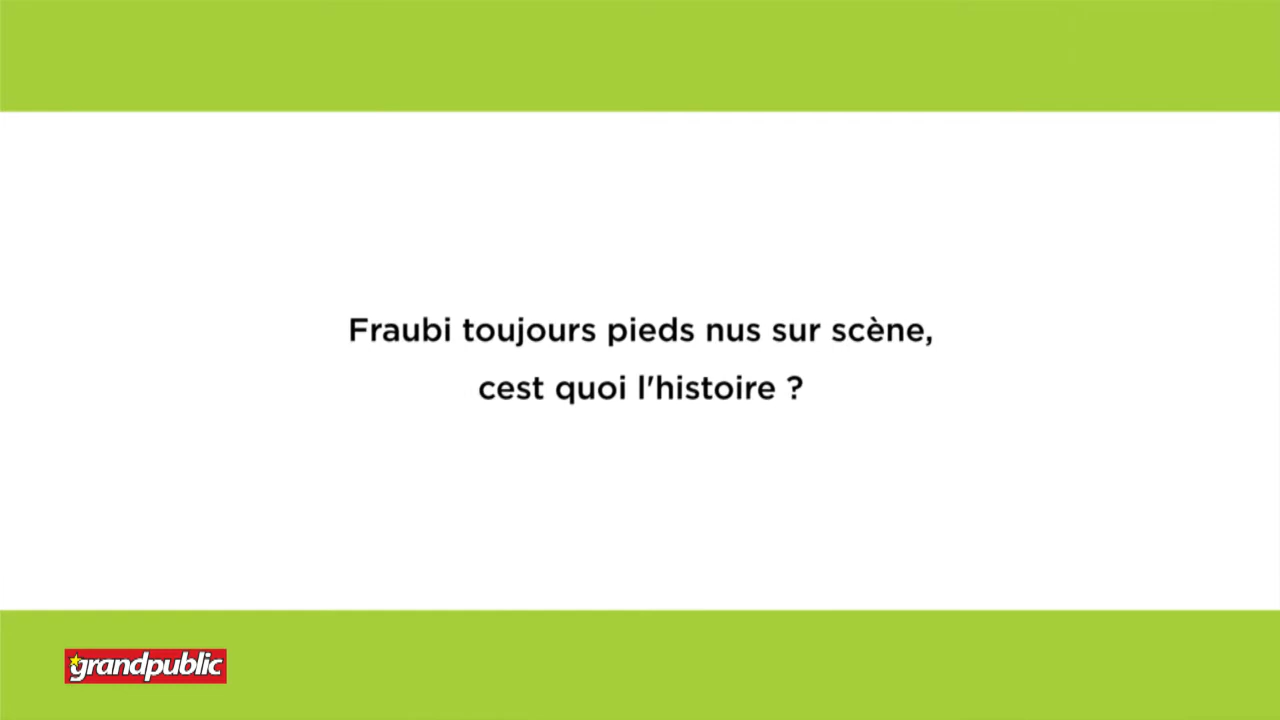 Fraubi toujours pieds nus sur scène,
cest quoi l'histoire ?
grandpublic